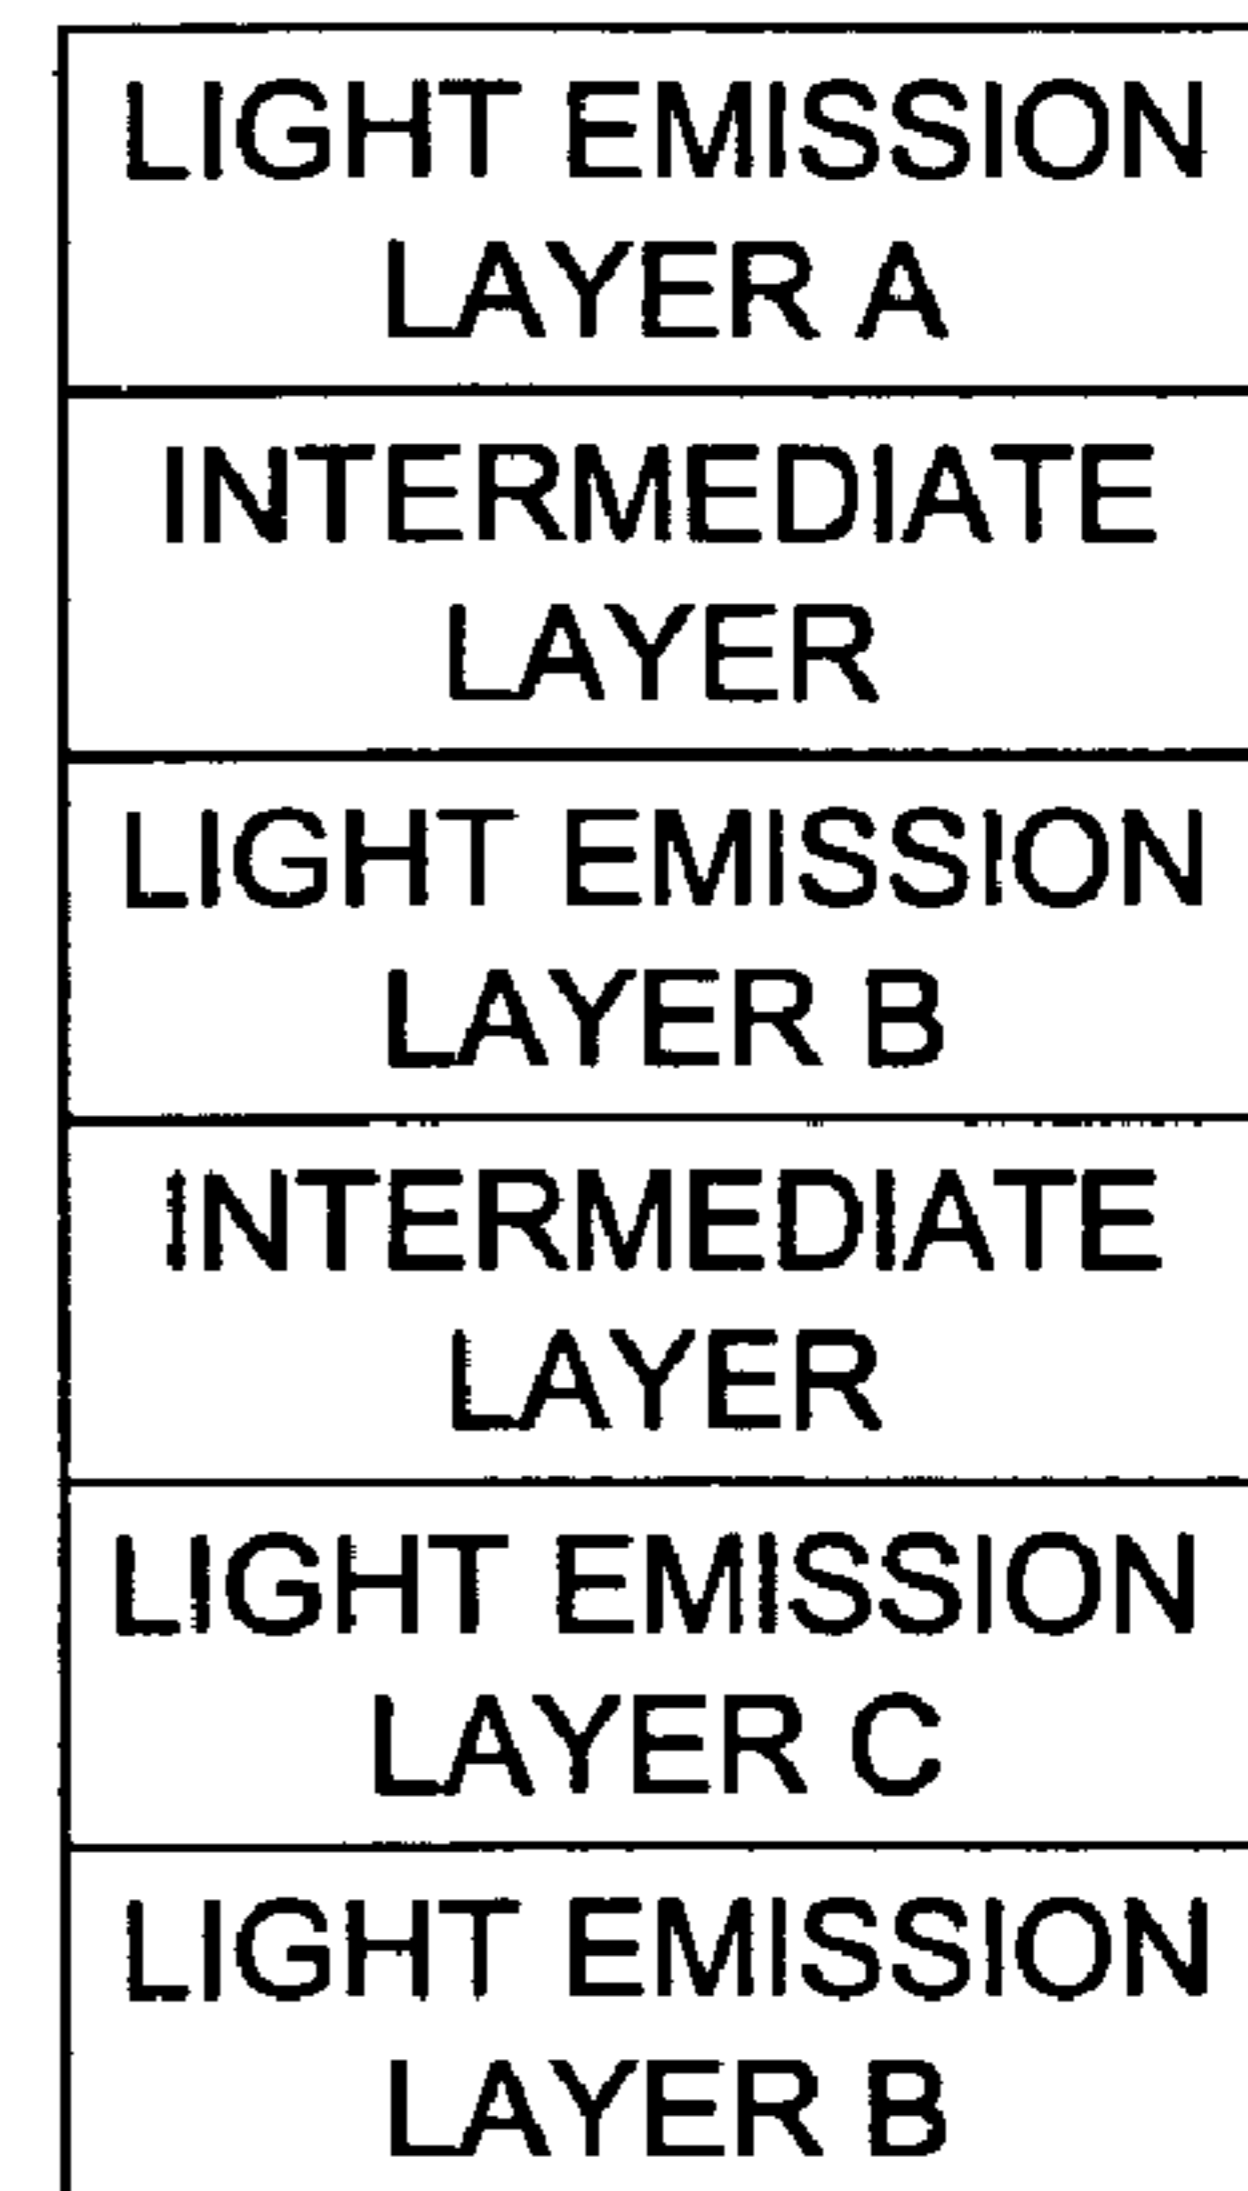 LIGHT EMISSION
LAYER A
INTERMEDIATE
LAYER
LIGHT EMISSION
LAYER B
INTERMEDIATE
LAYER
LIGHT EMISSION
LAYER C
LIGHT EMISSION
LAYER B